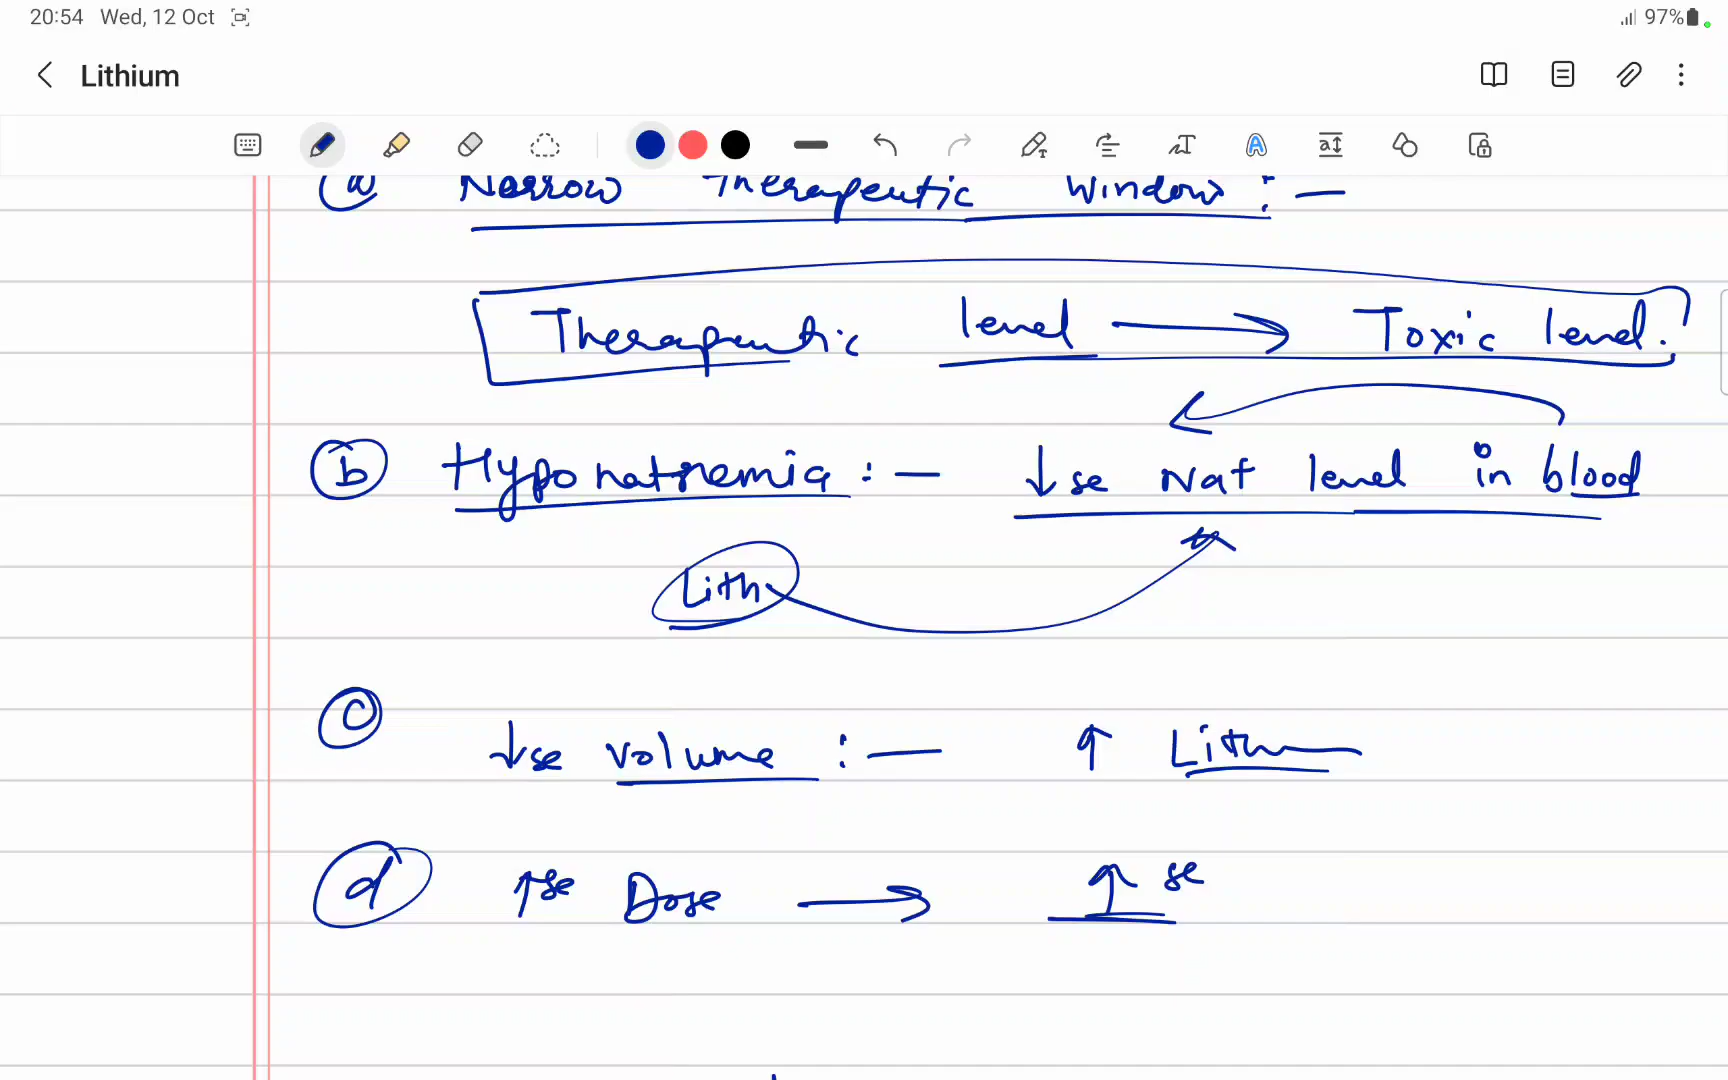 20:54 Wed, 12 Oct 97%
Lithium
(a) Narrow Therapeutic Window :—
Therapeutic level → Toxic level.
(b) Hyponatremia :— ↓se Na+ level in blood
Lith
(c)
↓se volume :— ↑ Lith
(d) ↑se Dose → ↑se